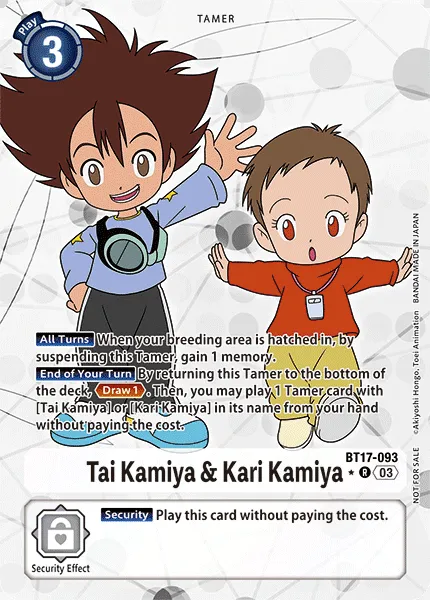 TAMER
Play
3
All Turns When your breeding area is hatched in, by
suspending this Tamer, gain 1 memory.
End of Your Turn By returning this Tamer to the bottom of
the deck, Draw 1. Then, you may play 1 Tamer card with
[Tai Kamiya] or [Kari Kamiya] in its name from your hand
without paying the cost.
BT17-093
Tai Kamiya & Kari Kamiya ★ R 03
Security Play this card without paying the cost.
Security Effect
©Akiyoshi Hongo, Toei Animation BANDAI MADE IN JAPAN
NOT FOR SALE